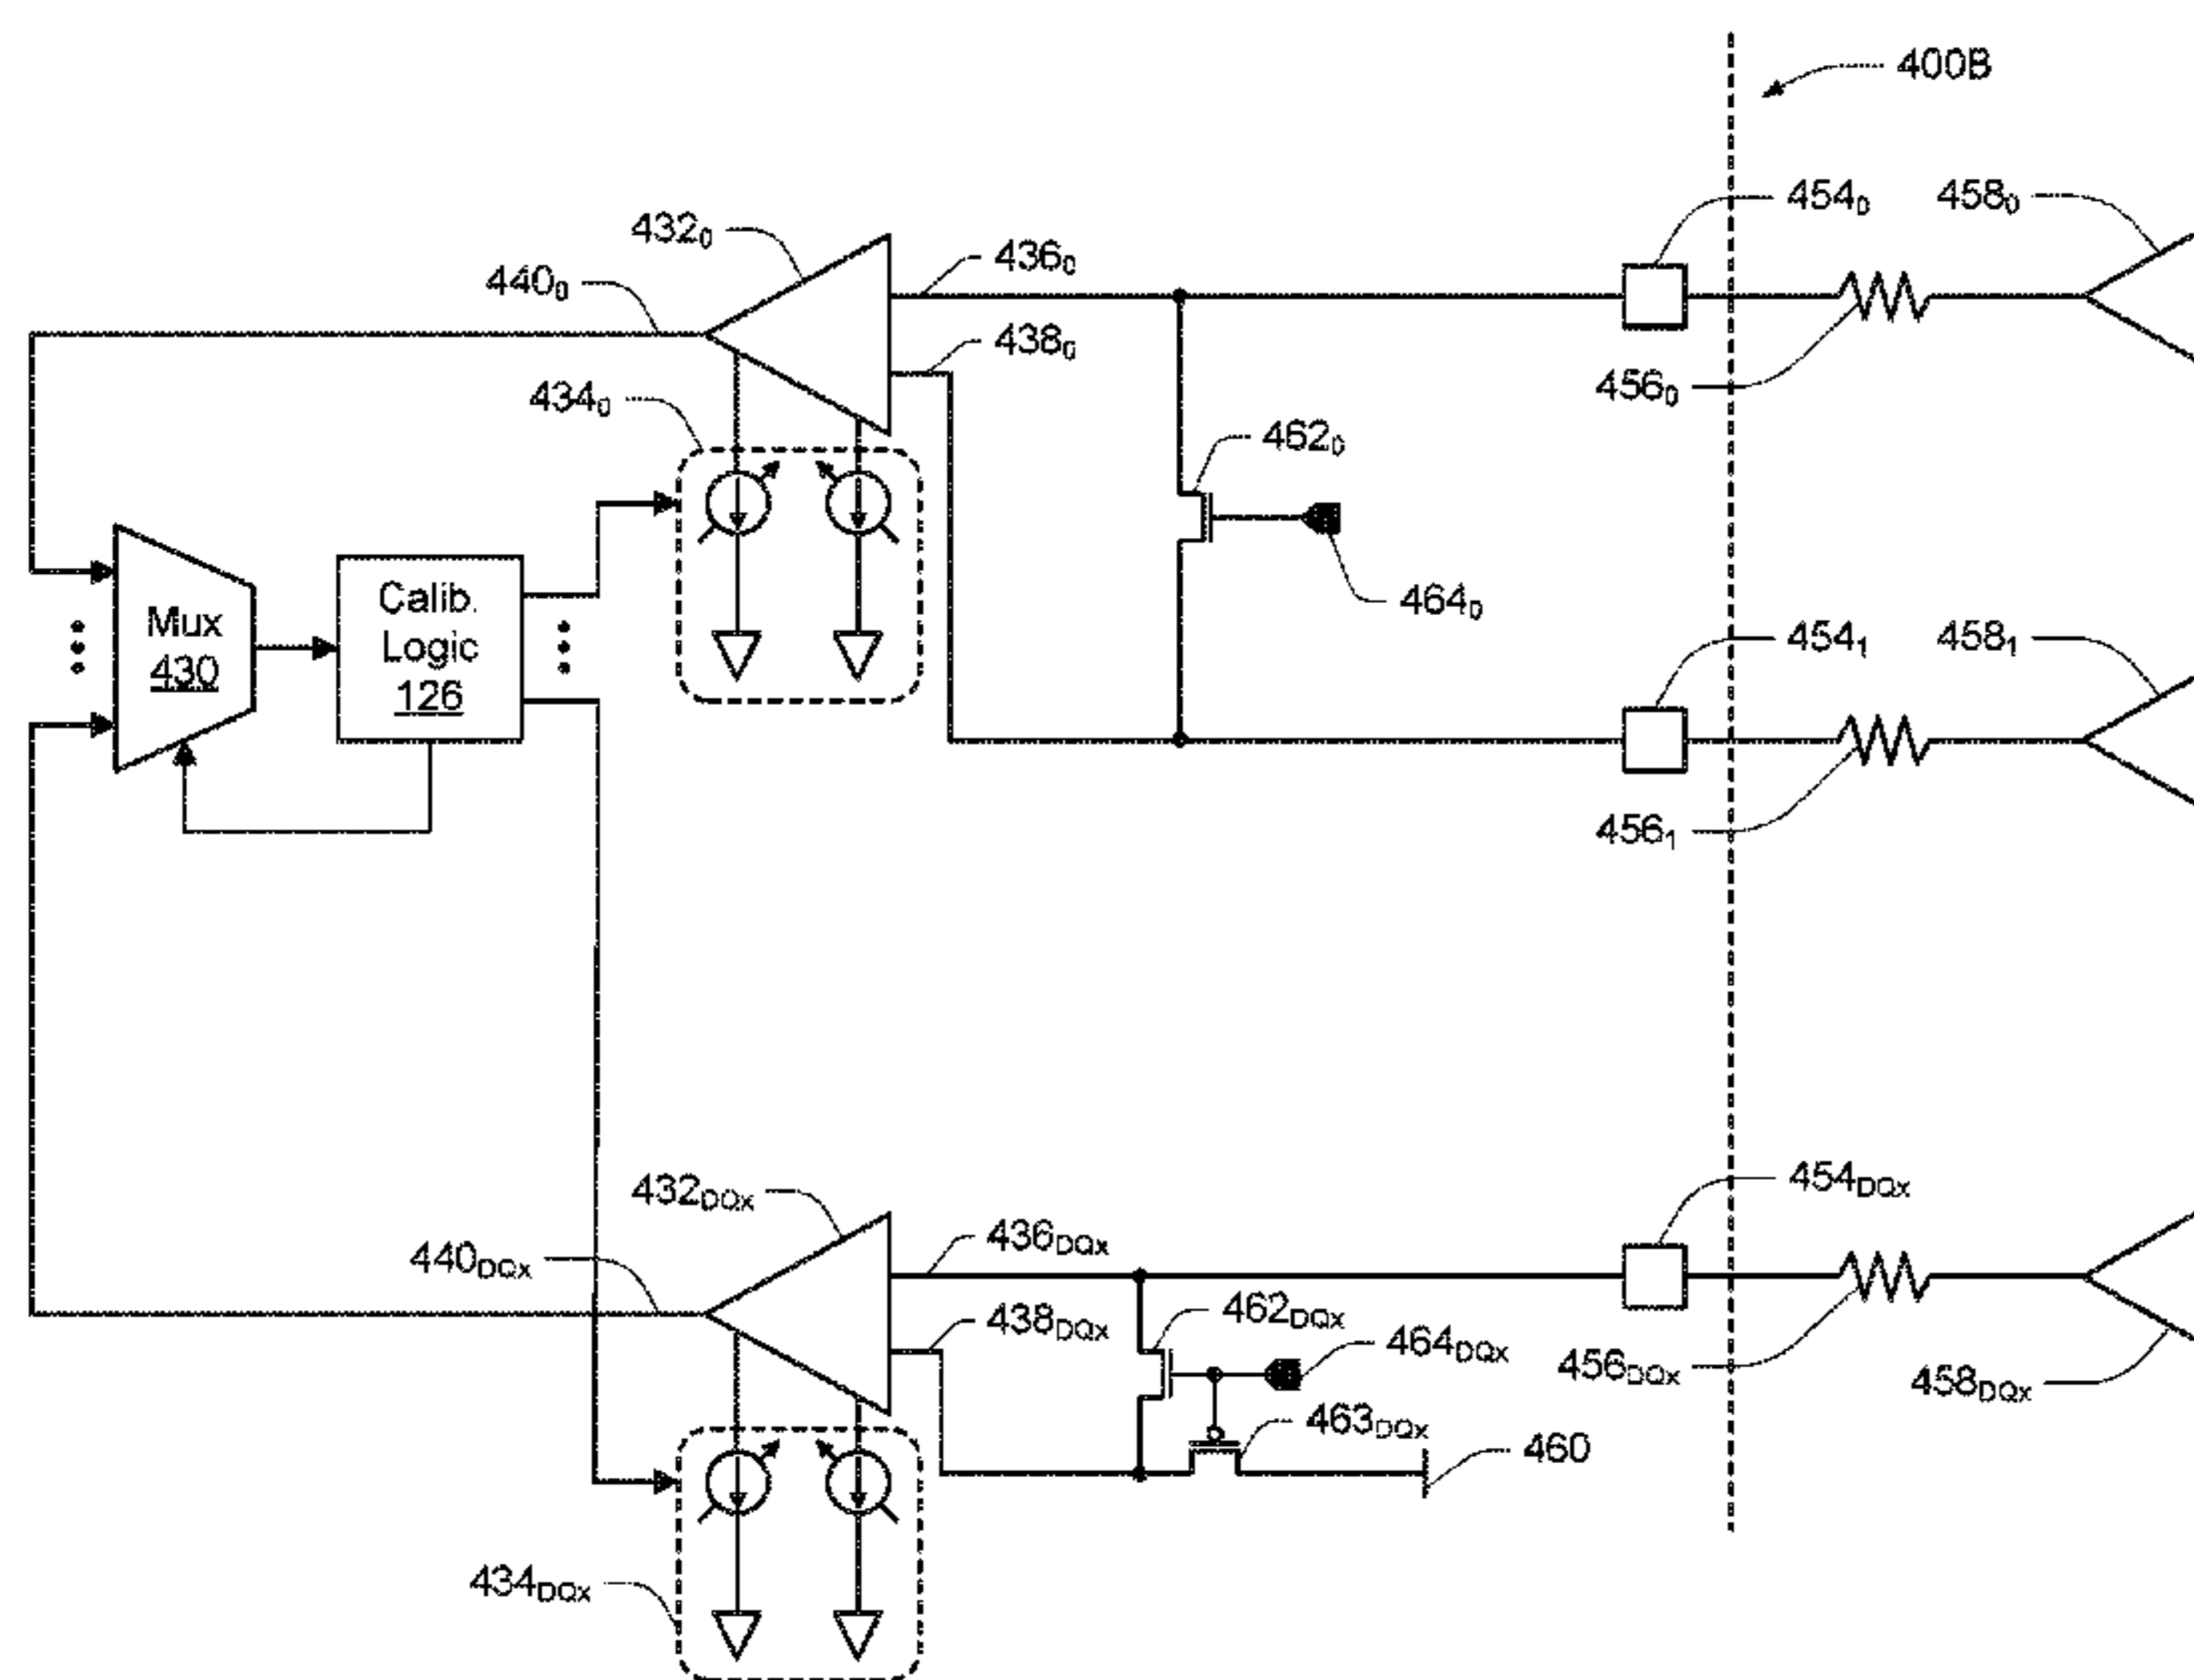 400B
454₀
458₀
432₀
436₀
440₀
438₀
456₀
434₀
462₀
464₀
Mux
430
Calib.
Logic
126
454₁
458₁
456₁
432DQx
454DQx
436DQx
440DQx
438DQx
462DQx
464DQx
456DQx
458DQx
463DQx
460
434DQx